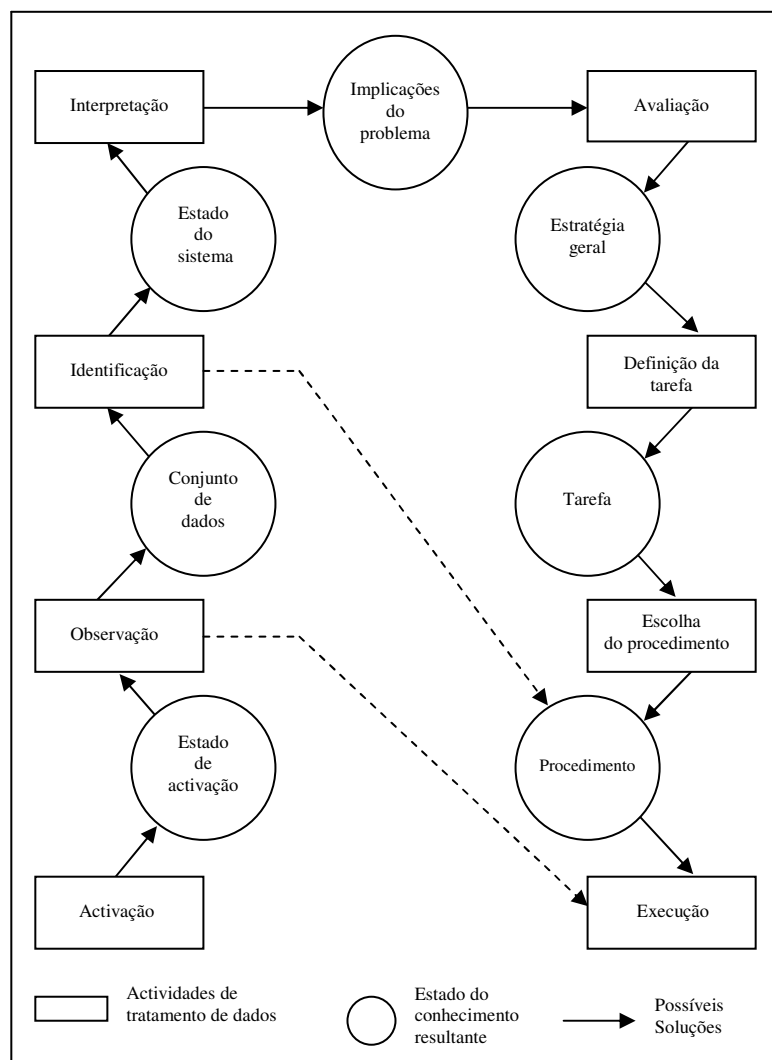 Interpretação
Implicações
do
problema
Avaliação
Estado
do
sistema
Estratégia
geral
Identificação
Definição da
tarefa
Conjunto
de
dados
Tarefa
Observação
Escolha
do procedimento
Estado
de
activação
Procedimento
Activação
Execução
Actividades de
tratamento de dados
Estado do
conhecimento
resultante
Possíveis
Soluções